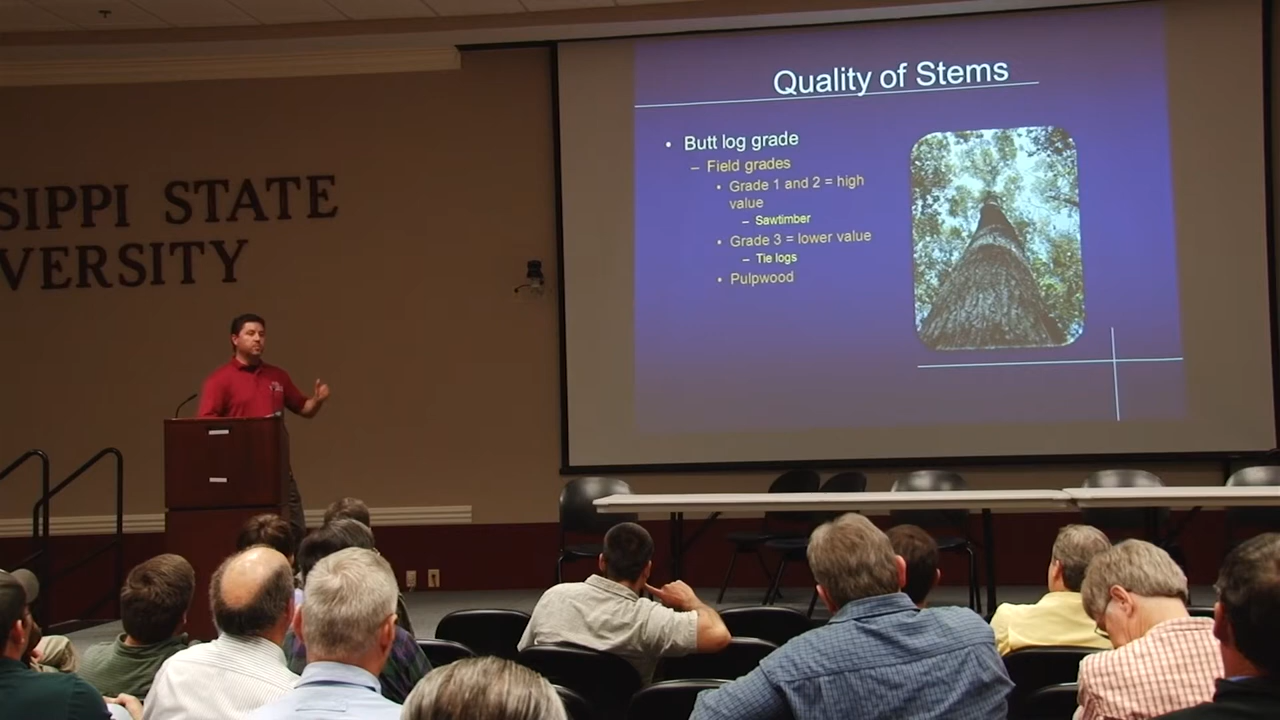 SIPPI STATE
VERSITY
Quality of Stems
• Butt log grade
– Field grades
• Grade 1 and 2 = high
value
– Sawtimber
• Grade 3 = lower value
– Tie logs
• Pulpwood